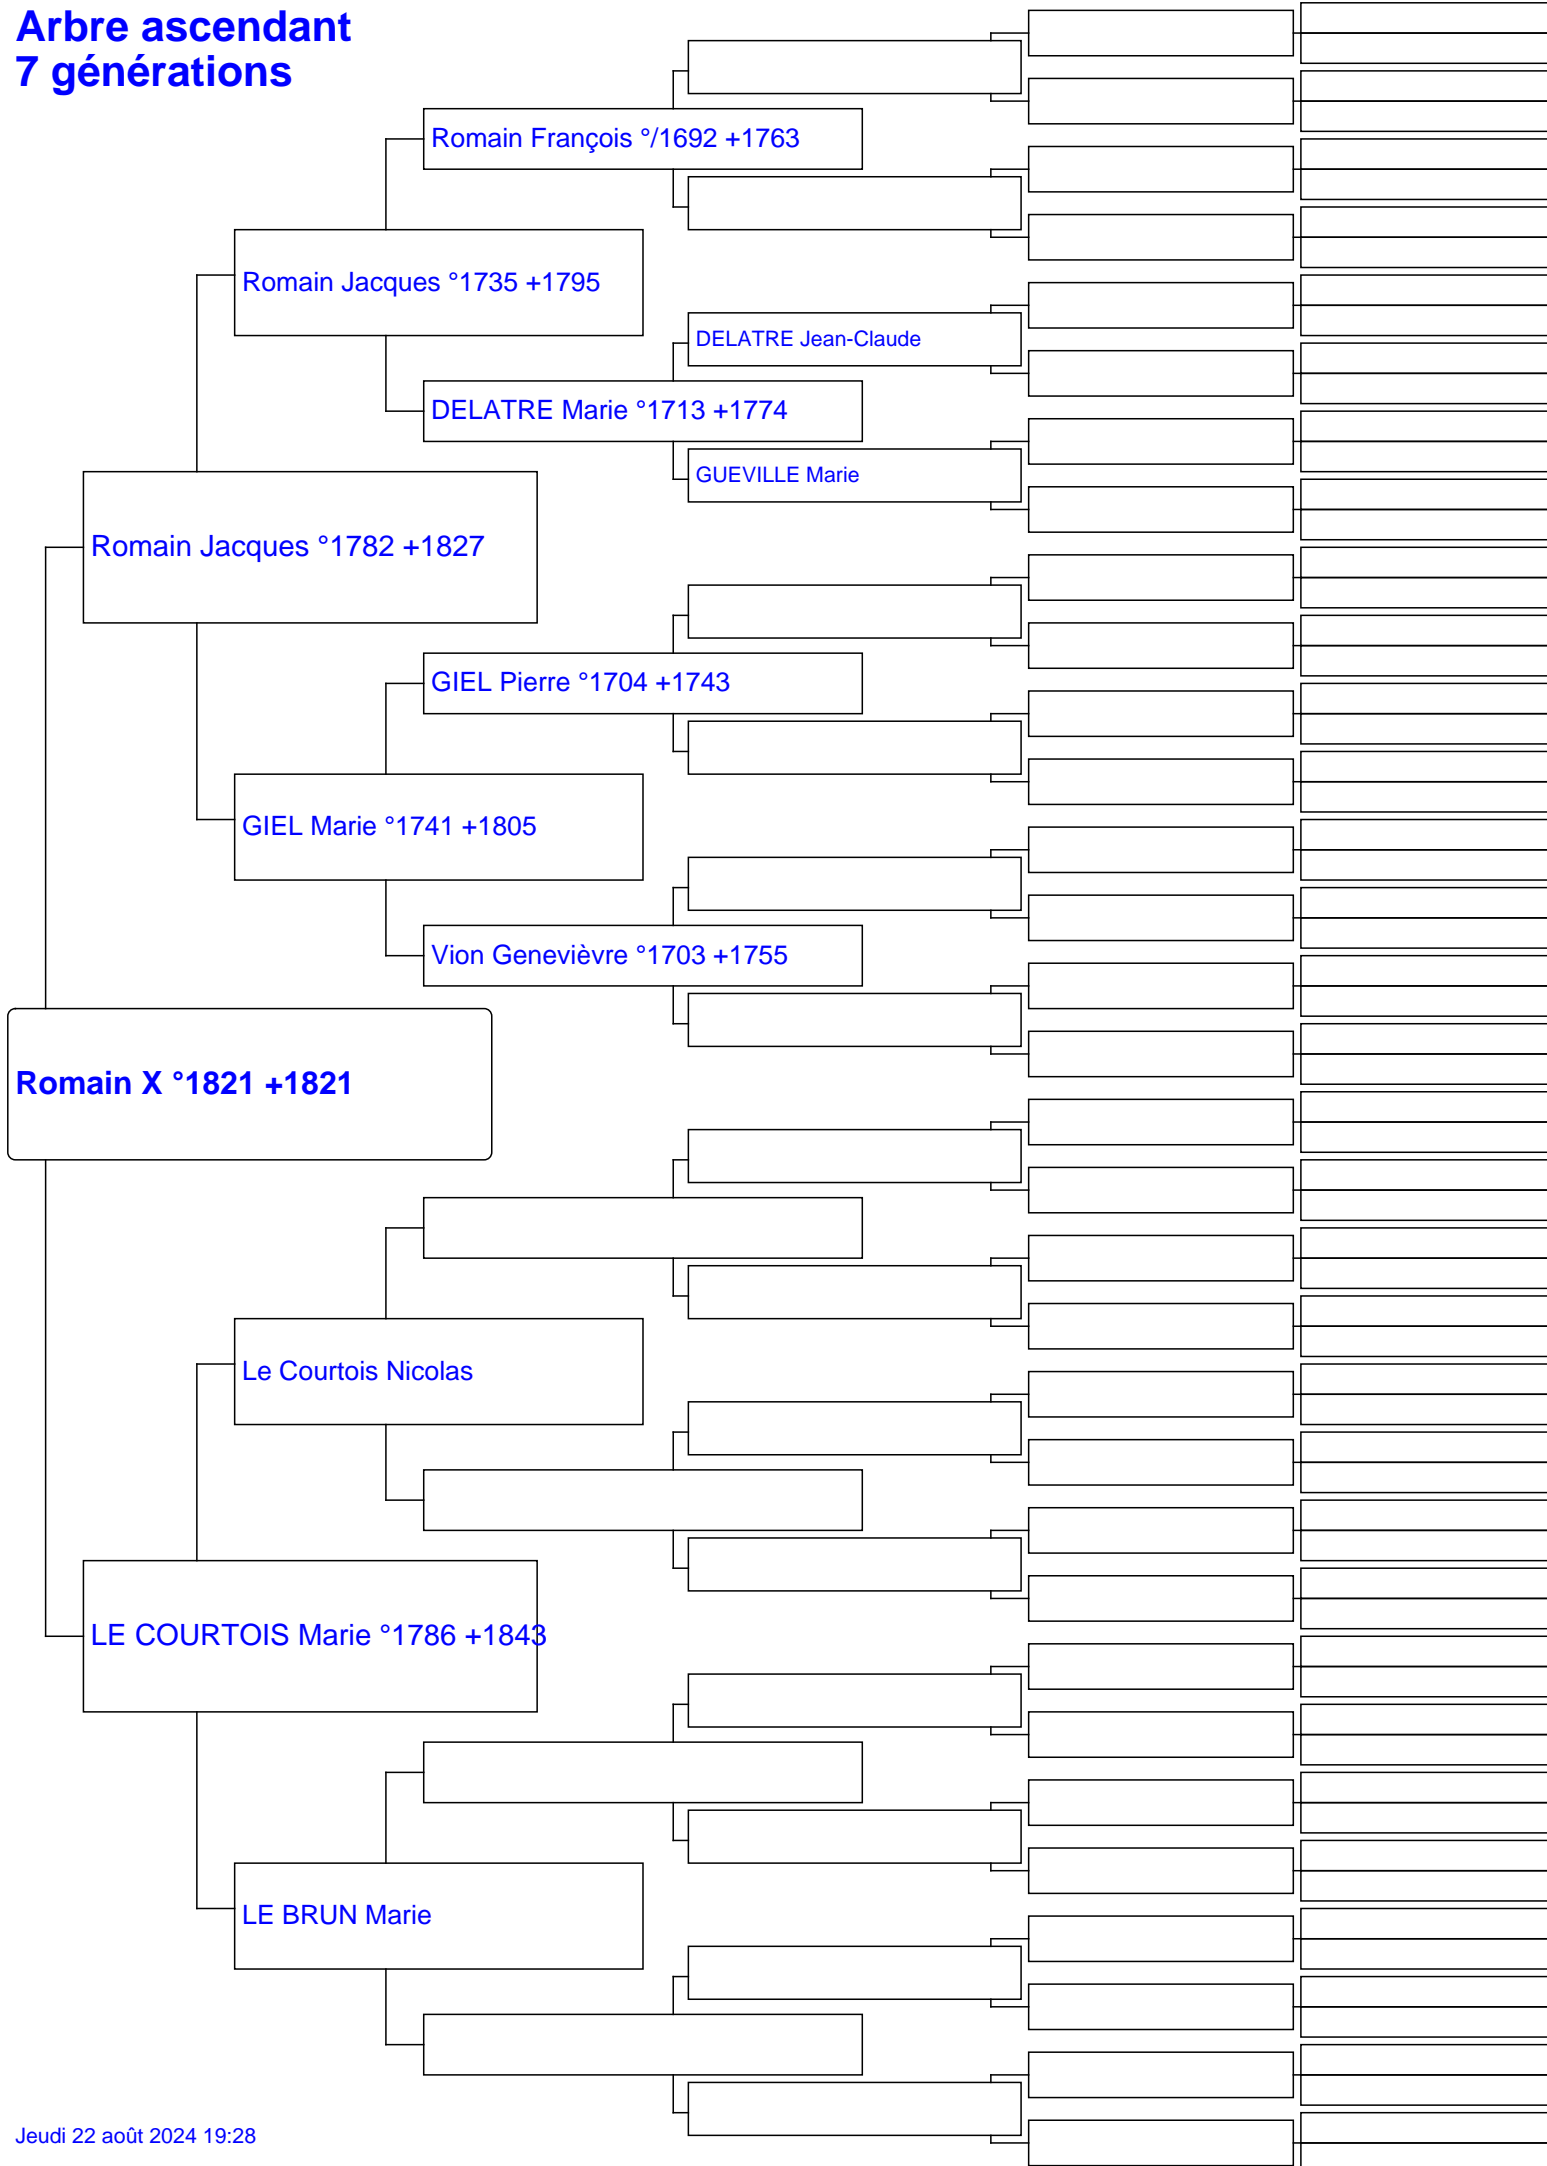 Arbre ascendant
7 générations
Romain François °/1692 +1763
Romain Jacques °1735 +1795
DELATRE Jean-Claude
DELATRE Marie °1713 +1774
GUEVILLE Marie
Romain Jacques °1782 +1827
GIEL Pierre °1704 +1743
GIEL Marie °1741 +1805
Vion Genevièvre °1703 +1755
Romain X °1821 +1821
Le Courtois Nicolas
LE COURTOIS Marie °1786 +1843
LE BRUN Marie
Jeudi 22 août 2024 19:28